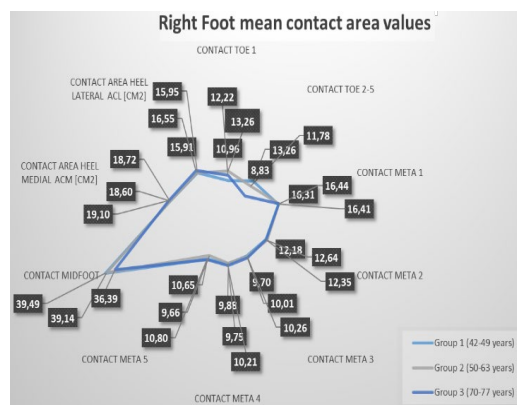 Right Foot mean contact area values
CONTACT TOE 1
CONTACT AREA HEEL
LATERAL ACL [CM2]
15,95
16,55
15,91
12,22
13,26
10,96
CONTACT TOE 2-5
11,78
13,26
8,83
CONTACT AREA HEEL
MEDIAL ACM [CM2]
18,72
18,60
19,10
CONTACT META 1
16,44
16,31
16,41
CONTACT META 2
12,18
12,64
12,35
CONTACT MIDFOOT
39,49
39,14
36,39
CONTACT META 5
10,65
9,66
10,80
CONTACT META 4
9,75
10,21
CONTACT META 3
9,70
10,01
10,26
Group 1 (42-49 years)
Group 2 (50-63 years)
Group 3 (70-77 years)